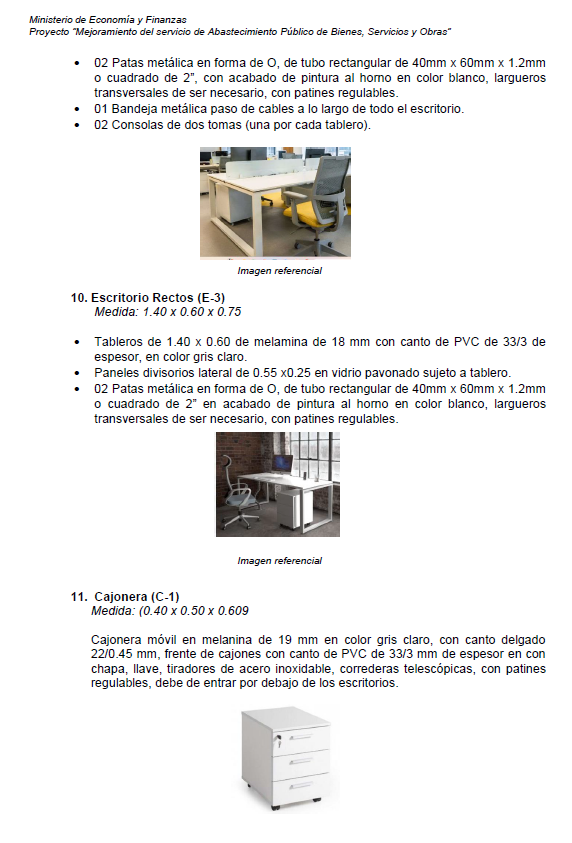 Ministerio de Economía y Finanzas
Proyecto "Mejoramiento del servicio de Abastecimiento Público de Bienes, Servicios y Obras"
• 02 Patas metálica en forma de O, de tubo rectangular de 40mm x 60mm x 1.2mm
o cuadrado de 2”, con acabado de pintura al horno en color blanco, largueros
transversales de ser necesario, con patines regulables.
• 01 Bandeja metálica paso de cables a lo largo de todo el escritorio.
• 02 Consolas de dos tomas (una por cada tablero).
Imagen referencial
10. Escritorio Rectos (E-3)
Medida: 1.40 x 0.60 x 0.75
• Tableros de 1.40 x 0.60 de melamina de 18 mm con canto de PVC de 33/3 de
espesor, en color gris claro.
• Paneles divisorios lateral de 0.55 x0.25 en vidrio pavonado sujeto a tablero.
• 02 Patas metálica en forma de O, de tubo rectangular de 40mm x 60mm x 1.2mm
o cuadrado de 2” en acabado de pintura al horno en color blanco, largueros
transversales de ser necesario, con patines regulables.
Imagen referencial
11. Cajonera (C-1)
Medida: (0.40 x 0.50 x 0.609
Cajonera móvil en melanina de 19 mm en color gris claro, con canto delgado
22/0.45 mm, frente de cajones con canto de PVC de 33/3 mm de espesor en con
chapa, llave, tiradores de acero inoxidable, correderas telescópicas, con patines
regulables, debe de entrar por debajo de los escritorios.